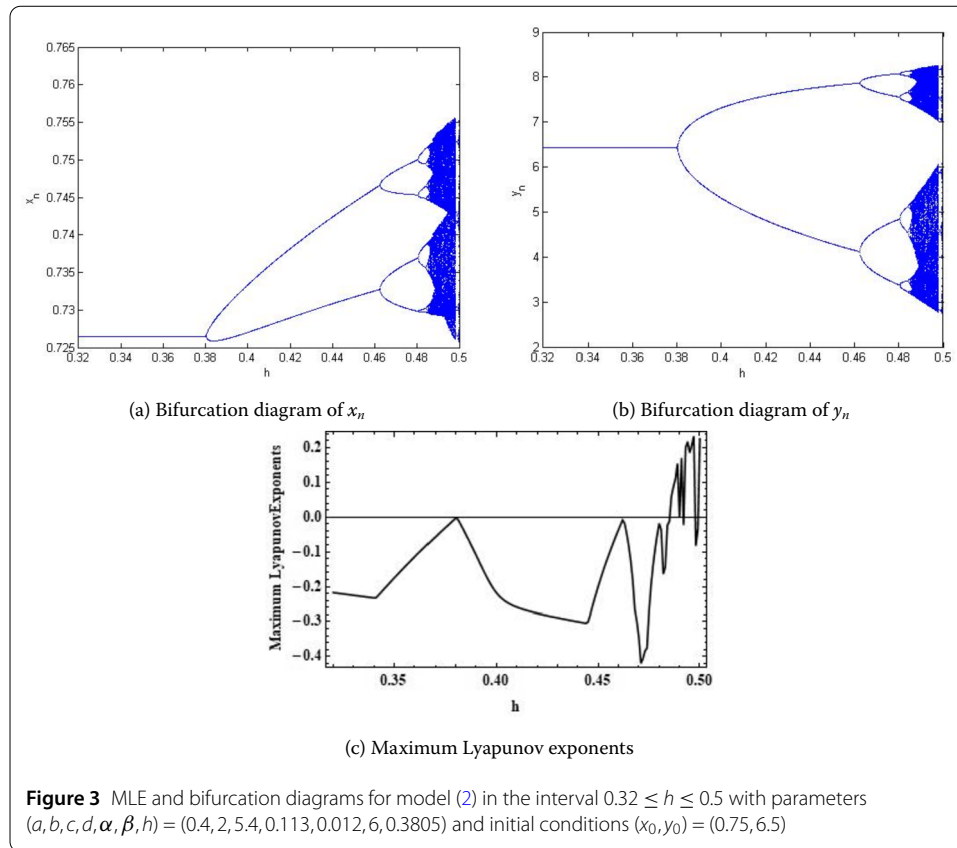 0.765
0.76
0.755
0.75
0.745
0.74
0.735
0.73
0.725
x_n
0.32 0.34 0.36 0.38 0.4 0.42 0.44 0.46 0.48 0.5
h
(a) Bifurcation diagram of xₙ
9
8
7
6
5
4
3
2
y_n
0.32 0.34 0.36 0.38 0.4 0.42 0.44 0.46 0.48 0.5
h
(b) Bifurcation diagram of yₙ
0.2
0.1
0.0
−0.1
−0.2
−0.3
−0.4
Maximum LyapunovExponents
0.35 0.40 0.45 0.50
h
(c) Maximum Lyapunov exponents
Figure 3 MLE and bifurcation diagrams for model (2) in the interval 0.32 ≤ h ≤ 0.5 with parameters
(a, b, c, d, α, β, h) = (0.4, 2, 5.4, 0.113, 0.012, 6, 0.3805) and initial conditions (x₀, y₀) = (0.75, 6.5)